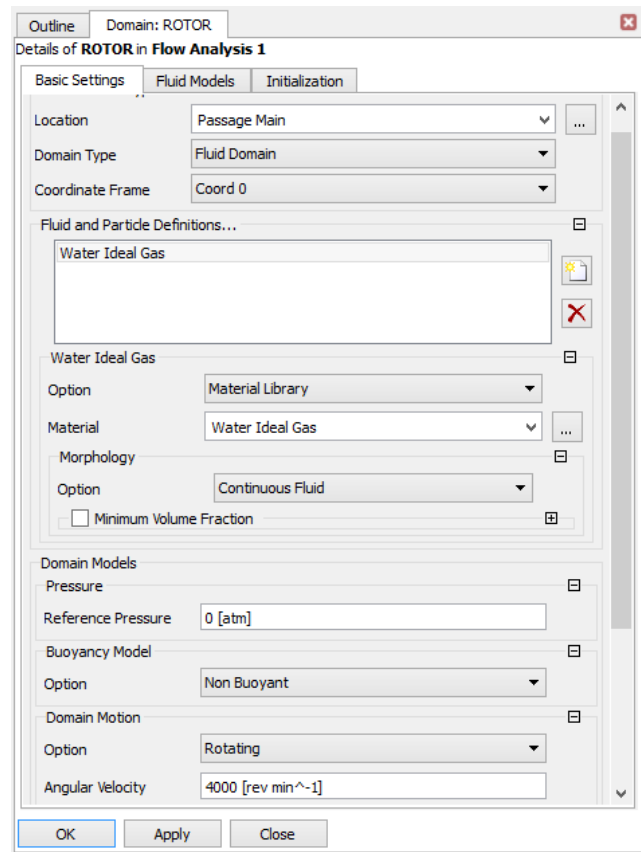 Outline
Domain: ROTOR
Details of ROTOR in Flow Analysis 1
Basic Settings
Fluid Models
Initialization
Location
Passage Main
...
Domain Type
Fluid Domain
Coordinate Frame
Coord 0
Fluid and Particle Definitions...
Water Ideal Gas
Water Ideal Gas
Option
Material Library
Material
Water Ideal Gas
...
Morphology
Option
Continuous Fluid
Minimum Volume Fraction
Domain Models
Pressure
Reference Pressure
0 [atm]
Buoyancy Model
Option
Non Buoyant
Domain Motion
Option
Rotating
Angular Velocity
4000 [rev min^-1]
OK
Apply
Close